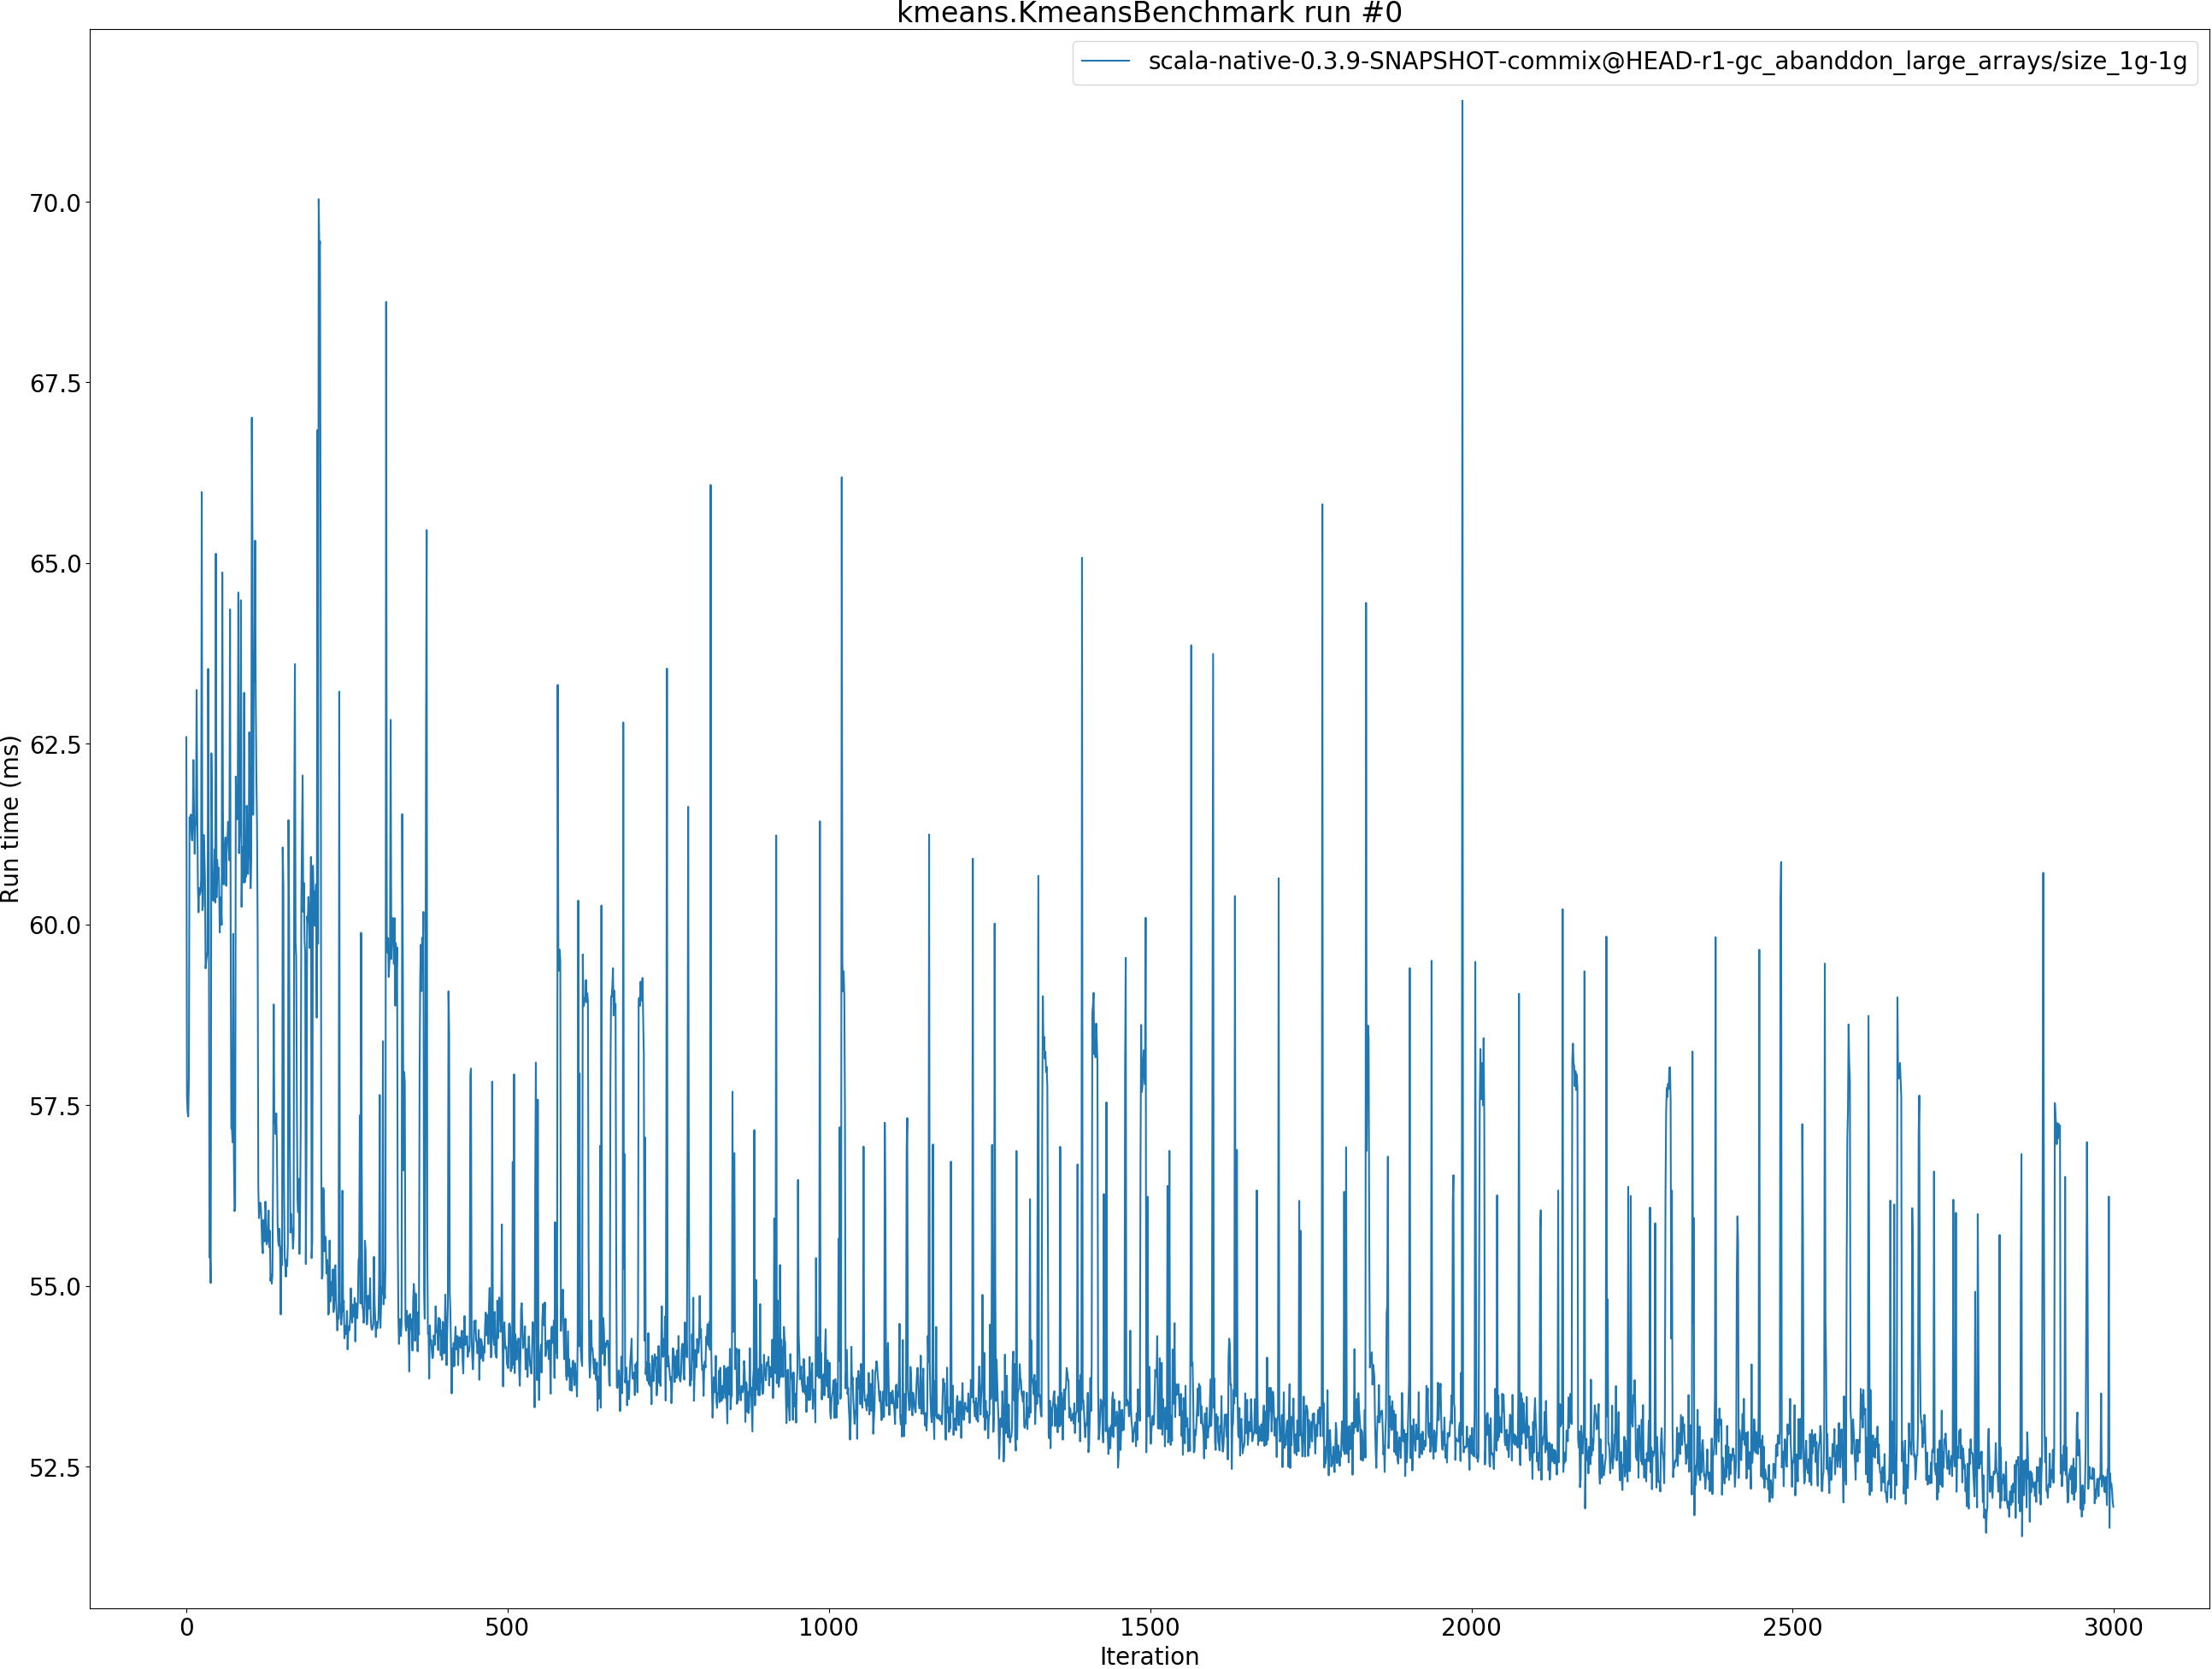 kmeans.KmeansBenchmark run #0
scala-native-0.3.9-SNAPSHOT-commix@HEAD-r1-gc_abanddon_large_arrays/size_1g-1g
Run time (ms)
70.0
67.5
65.0
62.5
60.0
57.5
55.0
52.5
0 500 1000 1500 2000 2500 3000
Iteration